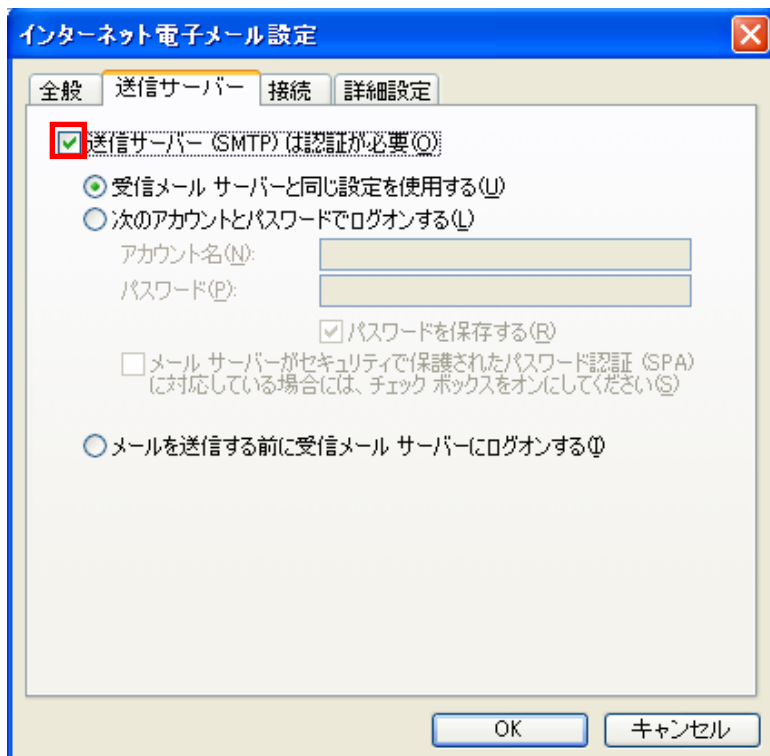 インターネット電子メール設定
全般 送信サーバー 接続 詳細設定
送信サーバー (SMTP) は認証が必要(O)
受信メール サーバーと同じ設定を使用する(U)
次のアカウントとパスワードでログオンする(L)
アカウント名(N):
パスワード(P):
パスワードを保存する(R)
メール サーバーがセキュリティで保護されたパスワード認証 (SPA)
に対応している場合には、チェック ボックスをオンにしてください(S)
メールを送信する前に受信メール サーバーにログオンする(I)
OK キャンセル